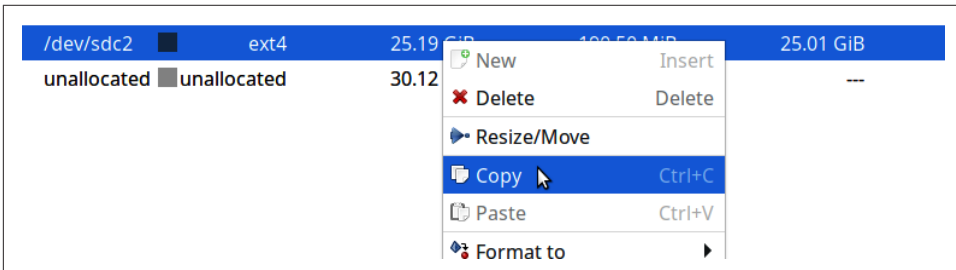 /dev/sdc2 ext4 25.19 25.01 GiB
New Insert
unallocated unallocated 30.12 ---
Delete Delete
Resize/Move
Copy Ctrl+C
Paste Ctrl+V
Format to